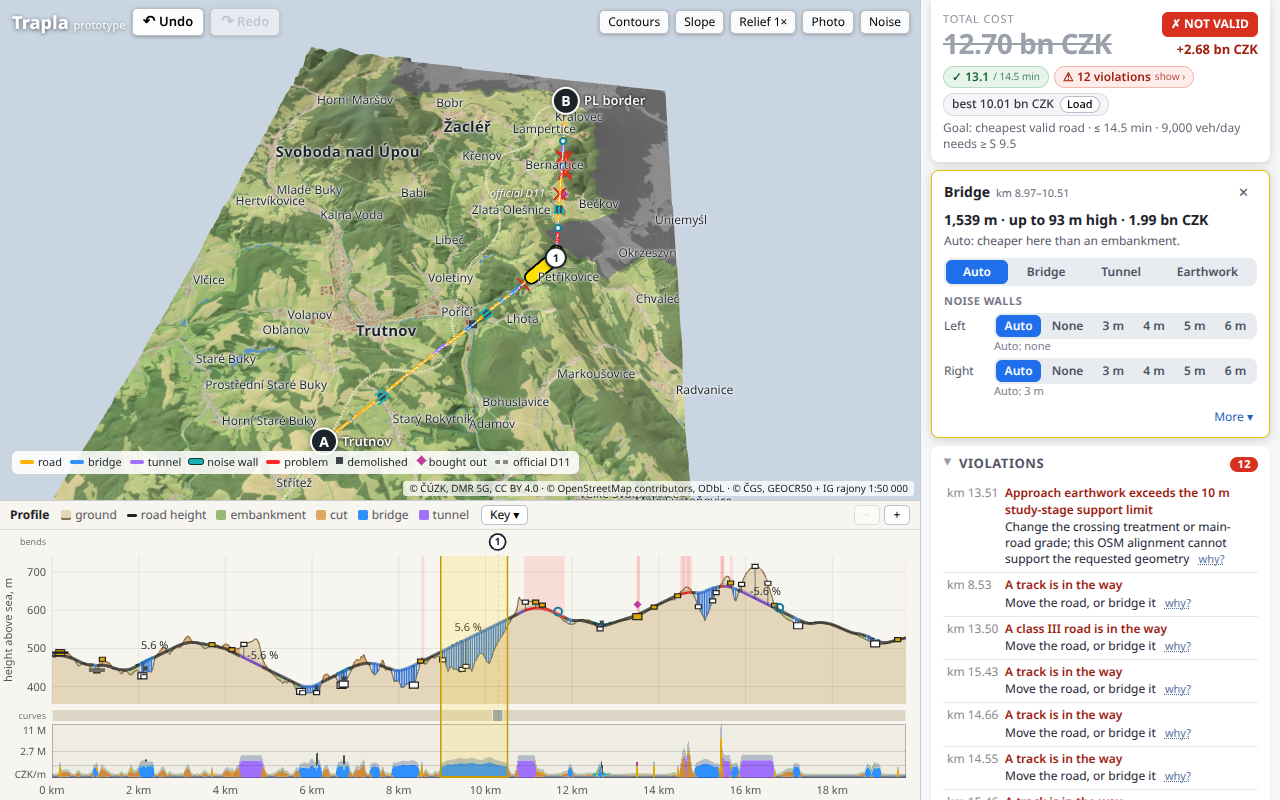 Trapla prototype
↶ Undo
↷ Redo
Contours
Slope
Relief 1×
Photo
Noise
B PL border
Horní Maršov
Bobr
Královec
Žacléř
Lampertice
Svoboda nad Úpou
Křenov
Bernartice
Mladé Buky
Babí
official D11
Hertvíkovice
Zlatá Olešnice
Bečkov
Kalná Voda
Uniemyśl
Libeč
1
Okrzeszyn
Vlčice
Voletiny
Petříkovice
Chvaleč
Volanov
Poříčí
Lhota
Oblanov
Trutnov
Staré Buky
Markoušovice
Prostřední Staré Buky
Radvanice
Bohuslavice
Horní Staré Buky
Starý Rokytník
Adamov
A Trutnov
road
bridge
tunnel
noise wall
problem
demolished
bought out
official D11
Střítež
© ČÚZK, DMR 5G, CC BY 4.0 · © OpenStreetMap contributors, ODbL · © ČGS, GEOCR50 + IG rajony 1:50 000
Profile
ground
road height
embankment
cut
bridge
tunnel
Key ▾
−
+
bends
1
height above sea, m
700
600
500
400
5.6 %
-5.6 %
5.6 %
-5.6 %
curves
11 M
2.7 M
CZK/m
0 km
2 km
4 km
6 km
8 km
10 km
12 km
14 km
16 km
18 km
TOTAL COST
✗ NOT VALID
12.70 bn CZK
+2.68 bn CZK
✓ 13.1 / 14.5 min
⚠ 12 violations show ›
best 10.01 bn CZK Load
Goal: cheapest valid road · ≤ 14.5 min · 9,000 veh/day
needs ≥ S 9.5
Bridge km 8.97–10.51
✕
1,539 m · up to 93 m high · 1.99 bn CZK
Auto: cheaper here than an embankment.
Auto
Bridge
Tunnel
Earthwork
NOISE WALLS
Left Auto None 3 m 4 m 5 m 6 m
Auto: none
Right Auto None 3 m 4 m 5 m 6 m
Auto: 3 m
More ▾
▼ VIOLATIONS 12
km 13.51 Approach earthwork exceeds the 10 m
study-stage support limit
Change the crossing treatment or main-
road grade; this OSM alignment cannot
support the requested geometry why?
km 8.53 A track is in the way
Move the road, or bridge it why?
km 13.50 A class III road is in the way
Move the road, or bridge it why?
km 15.43 A track is in the way
Move the road, or bridge it why?
km 14.66 A track is in the way
Move the road, or bridge it why?
km 14.55 A track is in the way
Move the road, or bridge it why?